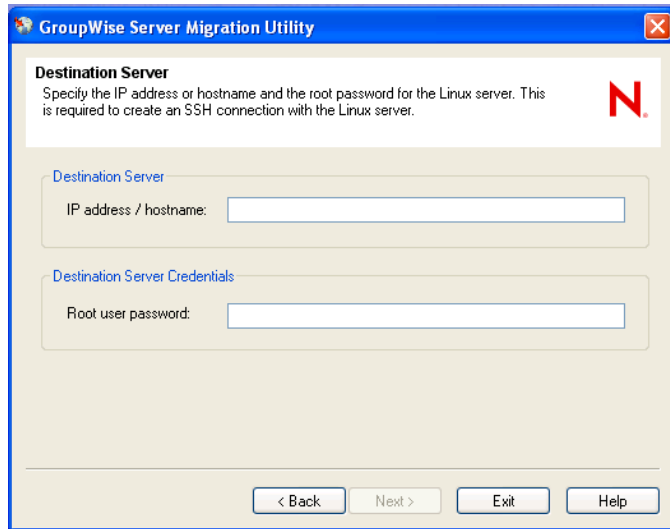 GroupWise Server Migration Utility
Destination Server
Specify the IP address or hostname and the root password for the Linux server. This
is required to create an SSH connection with the Linux server.
N.
Destination Server
IP address / hostname:
Destination Server Credentials
Root user password:
< Back
Next >
Exit
Help